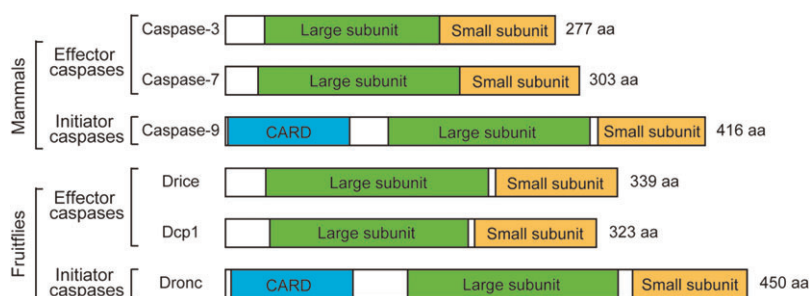 Mammals
Effector
caspases
Caspase-3
Large subunit
Small subunit
277 aa
Caspase-7
Large subunit
Small subunit
303 aa
Initiator
caspases
Caspase-9
CARD
Large subunit
Small subunit
416 aa
Fruitflies
Effector
caspases
Drice
Large subunit
Small subunit
339 aa
Dcp1
Large subunit
Small subunit
323 aa
Initiator
caspases
Dronc
CARD
Large subunit
Small subunit
450 aa